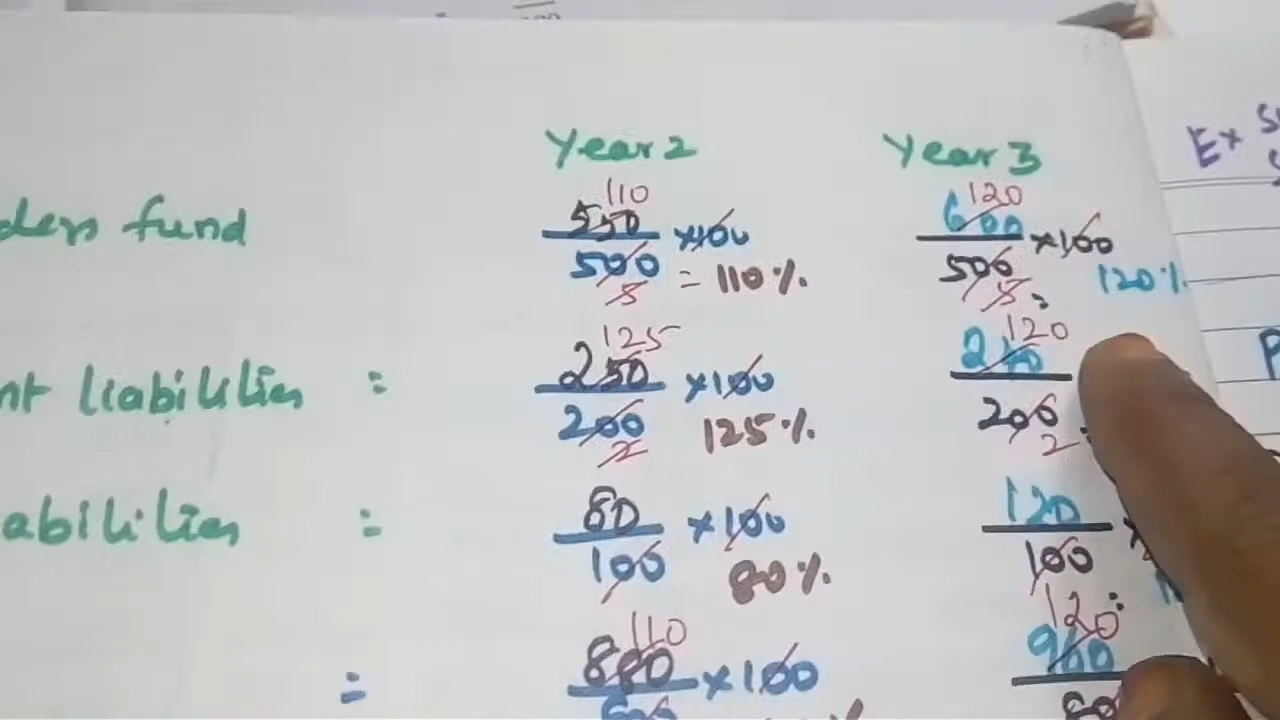 Year 2 Year 3
110 120
ders fund 550 ×100 600 ×100
500 = 110% 500 = 120%
5 5
125 120
nt liabilities : 250 ×100 240
200 125% 200
2 2
abilities : 80 ×100 120
100 80% 100
110 120
= 880 ×100 960
Ex